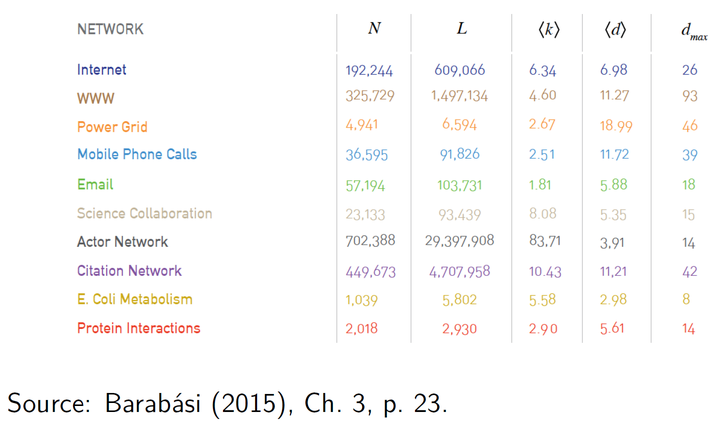 NETWORK N L ⟨k⟩ ⟨d⟩ dmax
Internet 192,244 609,066 6.34 6.98 26
WWW 325,729 1,497,134 4.60 11.27 93
Power Grid 4,941 6,594 2.67 18.99 46
Mobile Phone Calls 36,595 91,826 2.51 11.72 39
Email 57,194 103,731 1.81 5.88 18
Science Collaboration 23,133 93,439 8.08 5.35 15
Actor Network 702,388 29,397,908 83,71 3,91 14
Citation Network 449,673 4,707,958 10.43 11,21 42
E. Coli Metabolism 1,039 5,802 5.58 2.98 8
Protein Interactions 2,018 2,930 2.90 5.61 14
Source: Barabási (2015), Ch. 3, p. 23.